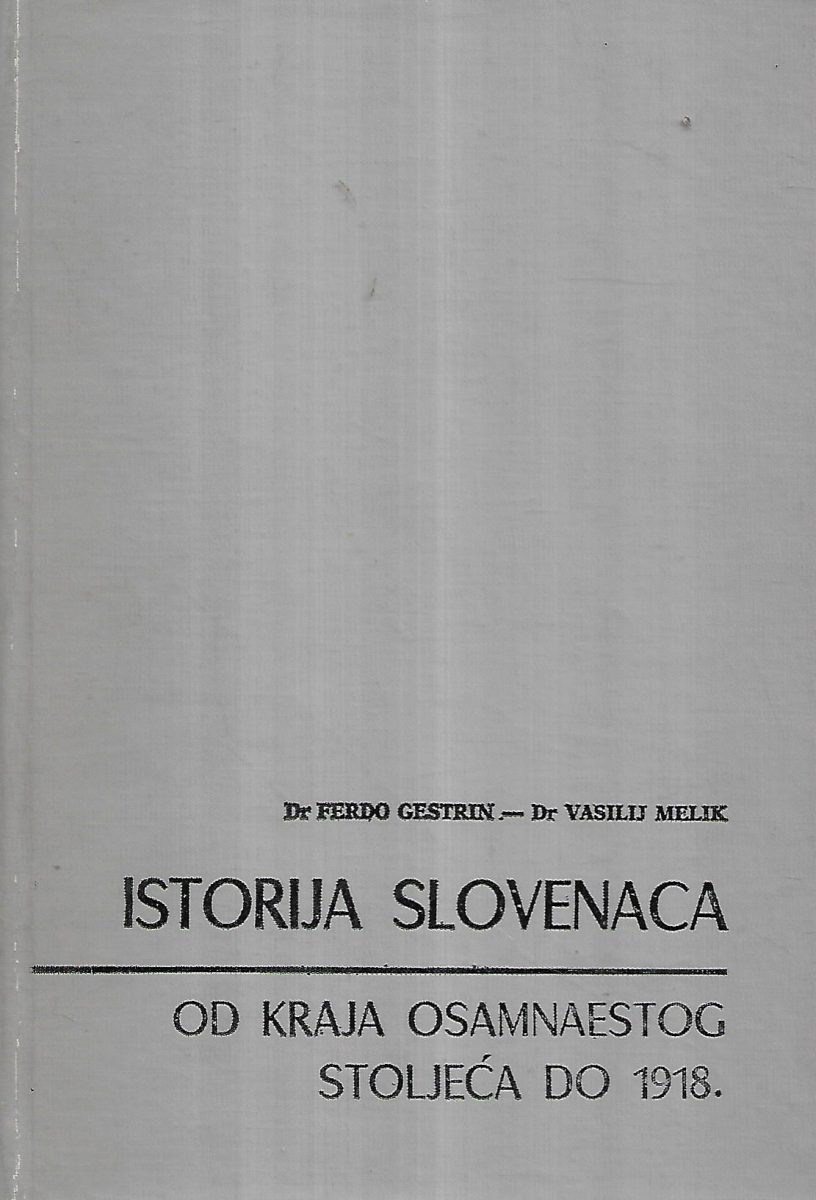 Dr FERDO GESTRIN — Dr VASILIJ MELIK
ISTORIJA SLOVENACA
OD KRAJA OSAMNAESTOG
STOLJEĆA DO 1918.